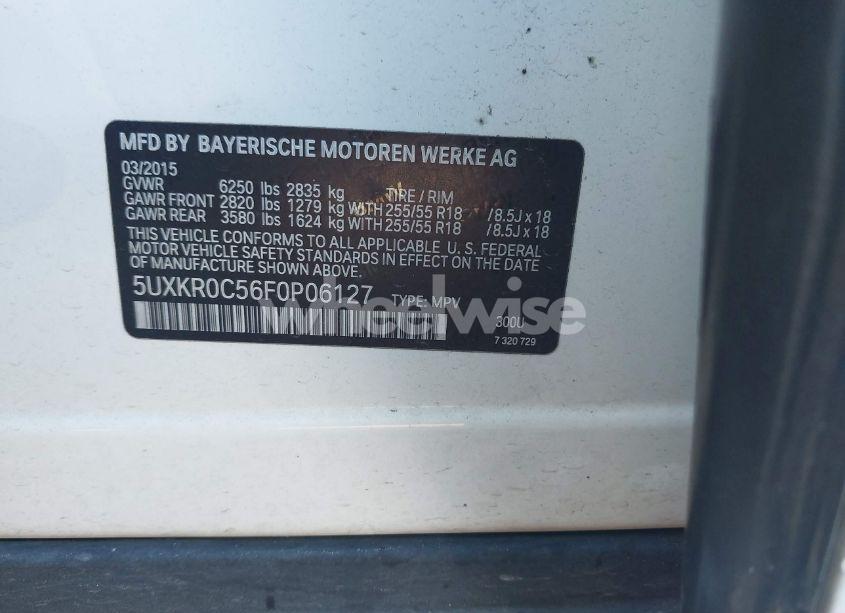 MFD BY BAYERISCHE MOTOREN WERKE AG
03/2015
GVWR 6250 lbs 2835 kg TIRE / RIM
GAWR FRONT 2820 lbs 1279 kg WITH 255/55 R18 /8.5J x 18
GAWR REAR 3580 lbs 1624 kg WITH 255/55 R18 /8.5J x 18
THIS VEHICLE CONFORMS TO ALL APPLICABLE U. S. FEDERAL
MOTOR VEHICLE SAFETY STANDARDS IN EFFECT ON THE DATE
OF MANUFACTURE SHOWN ABOVE.
5UXKR0C56F0P06127 TYPE: MPV
300U
7 320 729
wheelwise